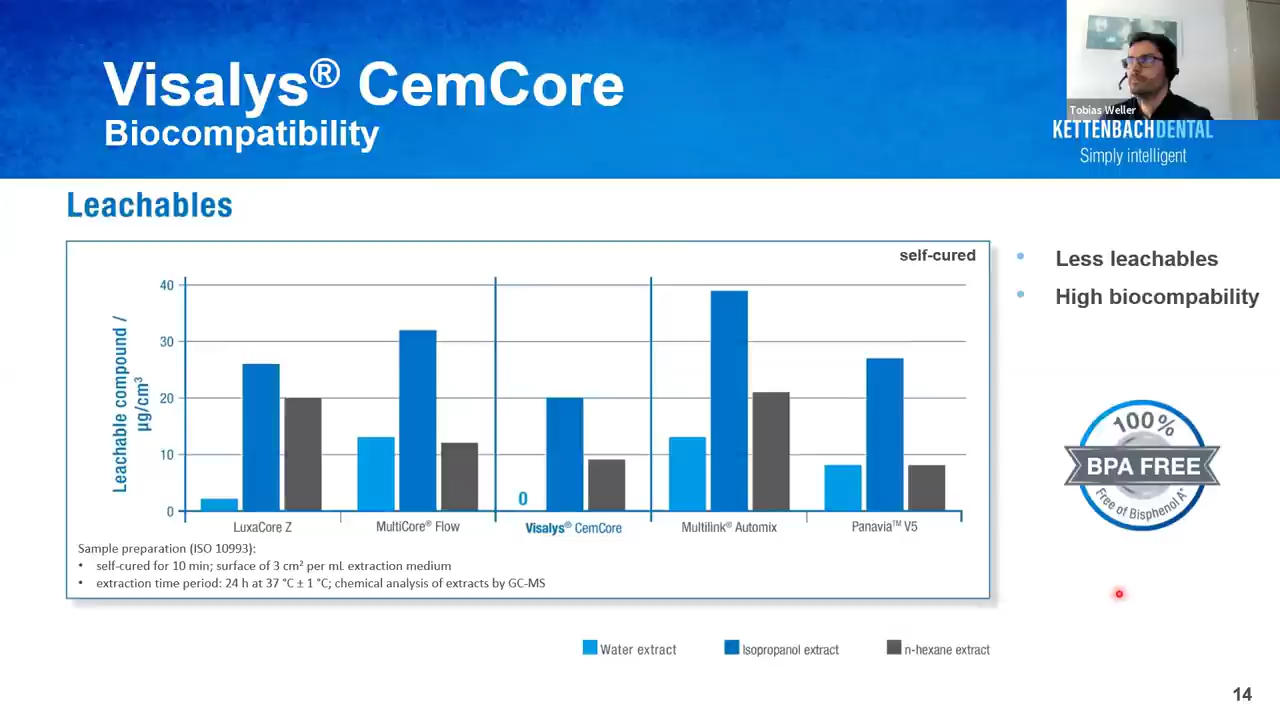 Visalys® CemCore
Biocompatibility
Tobias Weller
KETTENBACHDENTAL
Simply intelligent
Leachables
self-cured
Leachable compound /
µg/cm³
40
30
20
10
0
0
LuxaCore Z
MultiCore® Flow
Visalys® CemCore
Multilink® Automix
Panavia™ V5
Sample preparation (ISO 10993):
• self-cured for 10 min; surface of 3 cm² per mL extraction medium
• extraction time period: 24 h at 37 °C ± 1 °C; chemical analysis of extracts by GC-MS
Water extract
Isopropanol extract
n-hexane extract
• Less leachables
• High biocompability
100%
BPA FREE
Free of Bisphenol A*
14